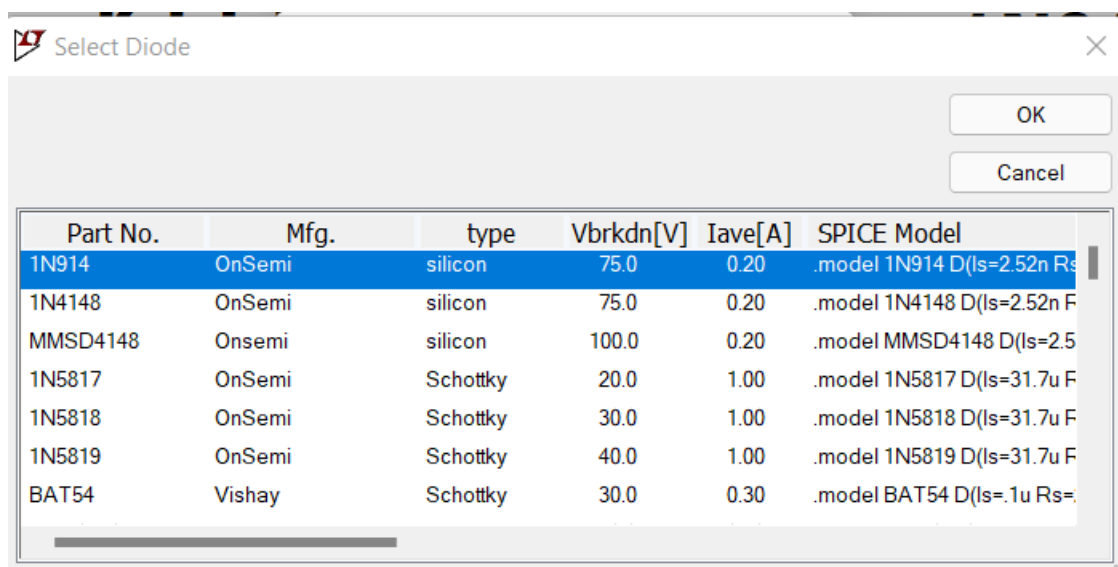 Select Diode
OK
Cancel
Part No. Mfg. type Vbrkdn[V] Iave[A] SPICE Model
1N914 OnSemi silicon 75.0 0.20 .model 1N914 D(Is=2.52n Rs
1N4148 OnSemi silicon 75.0 0.20 .model 1N4148 D(Is=2.52n R
MMSD4148 Onsemi silicon 100.0 0.20 .model MMSD4148 D(Is=2.5
1N5817 OnSemi Schottky 20.0 1.00 .model 1N5817 D(Is=31.7u R
1N5818 OnSemi Schottky 30.0 1.00 .model 1N5818 D(Is=31.7u R
1N5819 OnSemi Schottky 40.0 1.00 .model 1N5819 D(Is=31.7u R
BAT54 Vishay Schottky 30.0 0.30 .model BAT54 D(Is=.1u Rs=